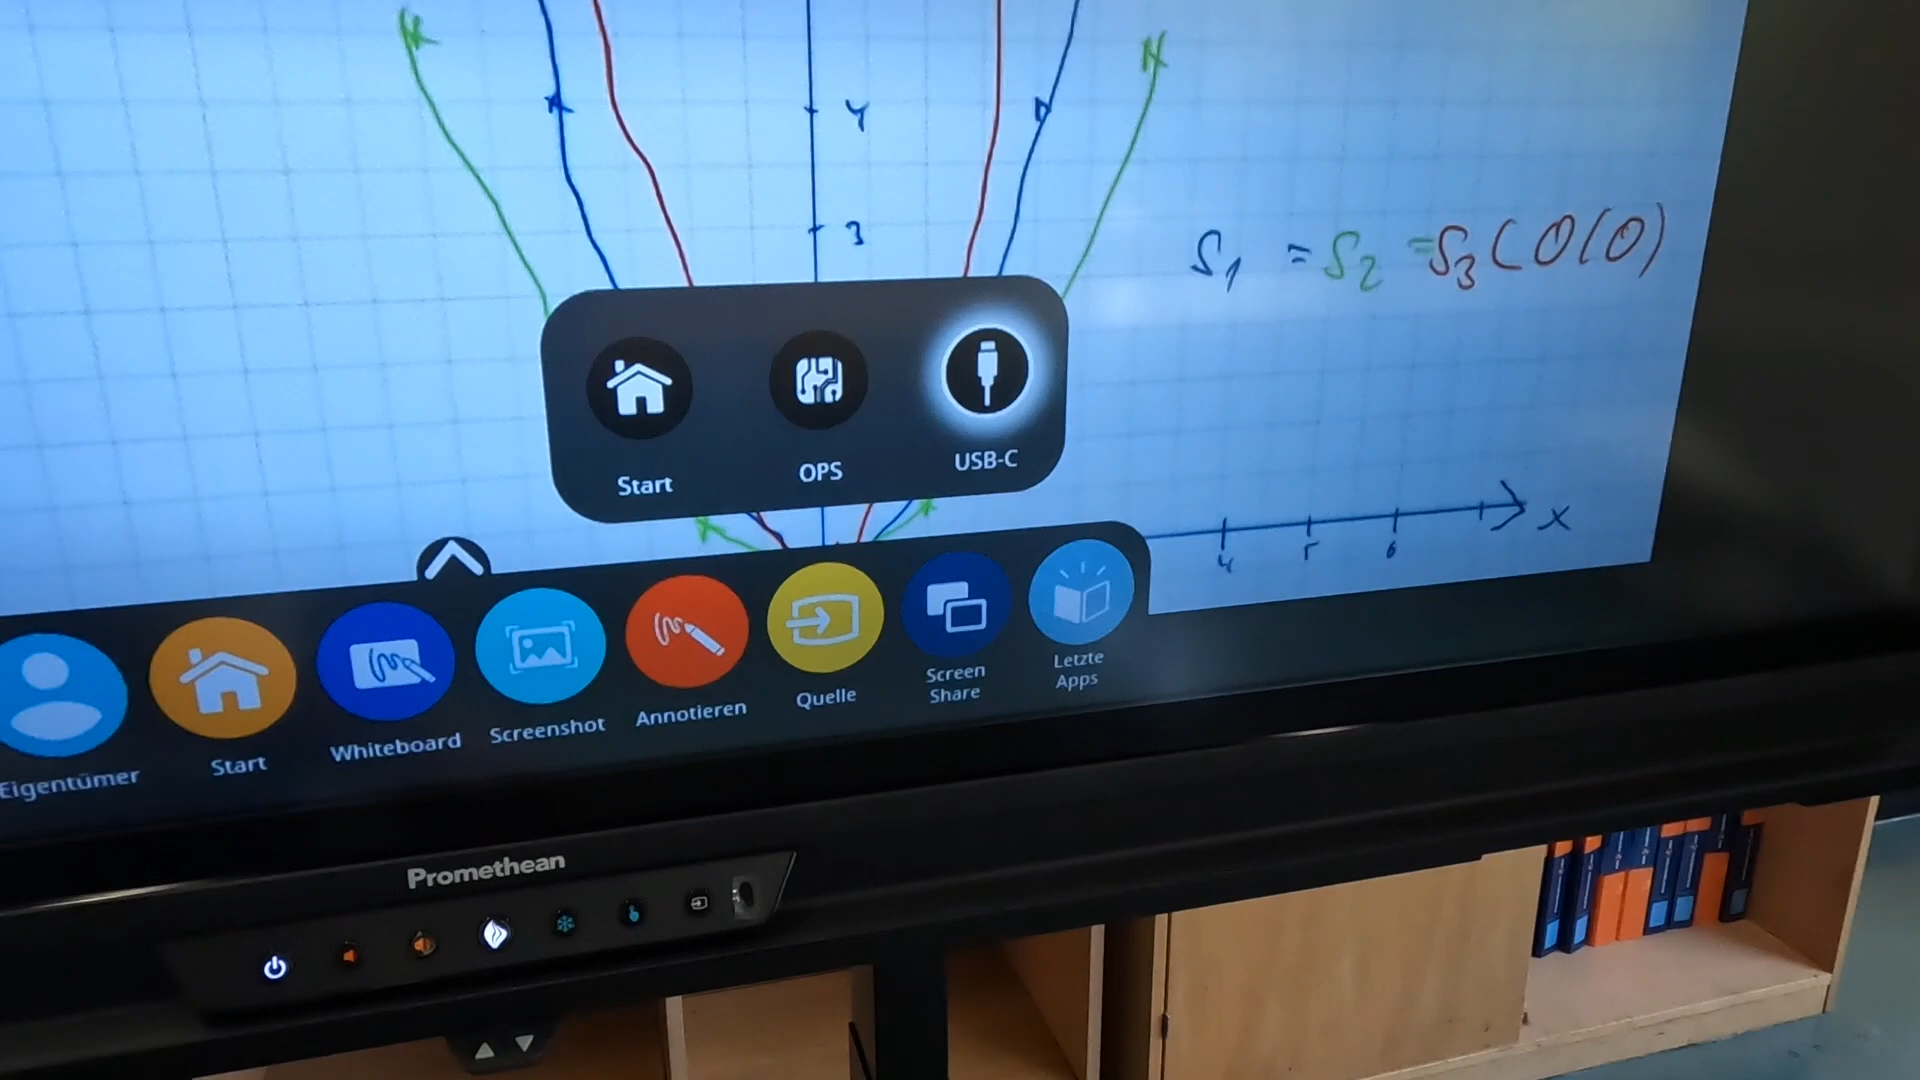 4
3
S1 = S2 = S3 (0(0)
Start
OPS
USB-C
4 5 6
x
Eigentümer
Start
Whiteboard
Screenshot
Annotieren
Quelle
Screen
Share
Letzte
Apps
Promethean